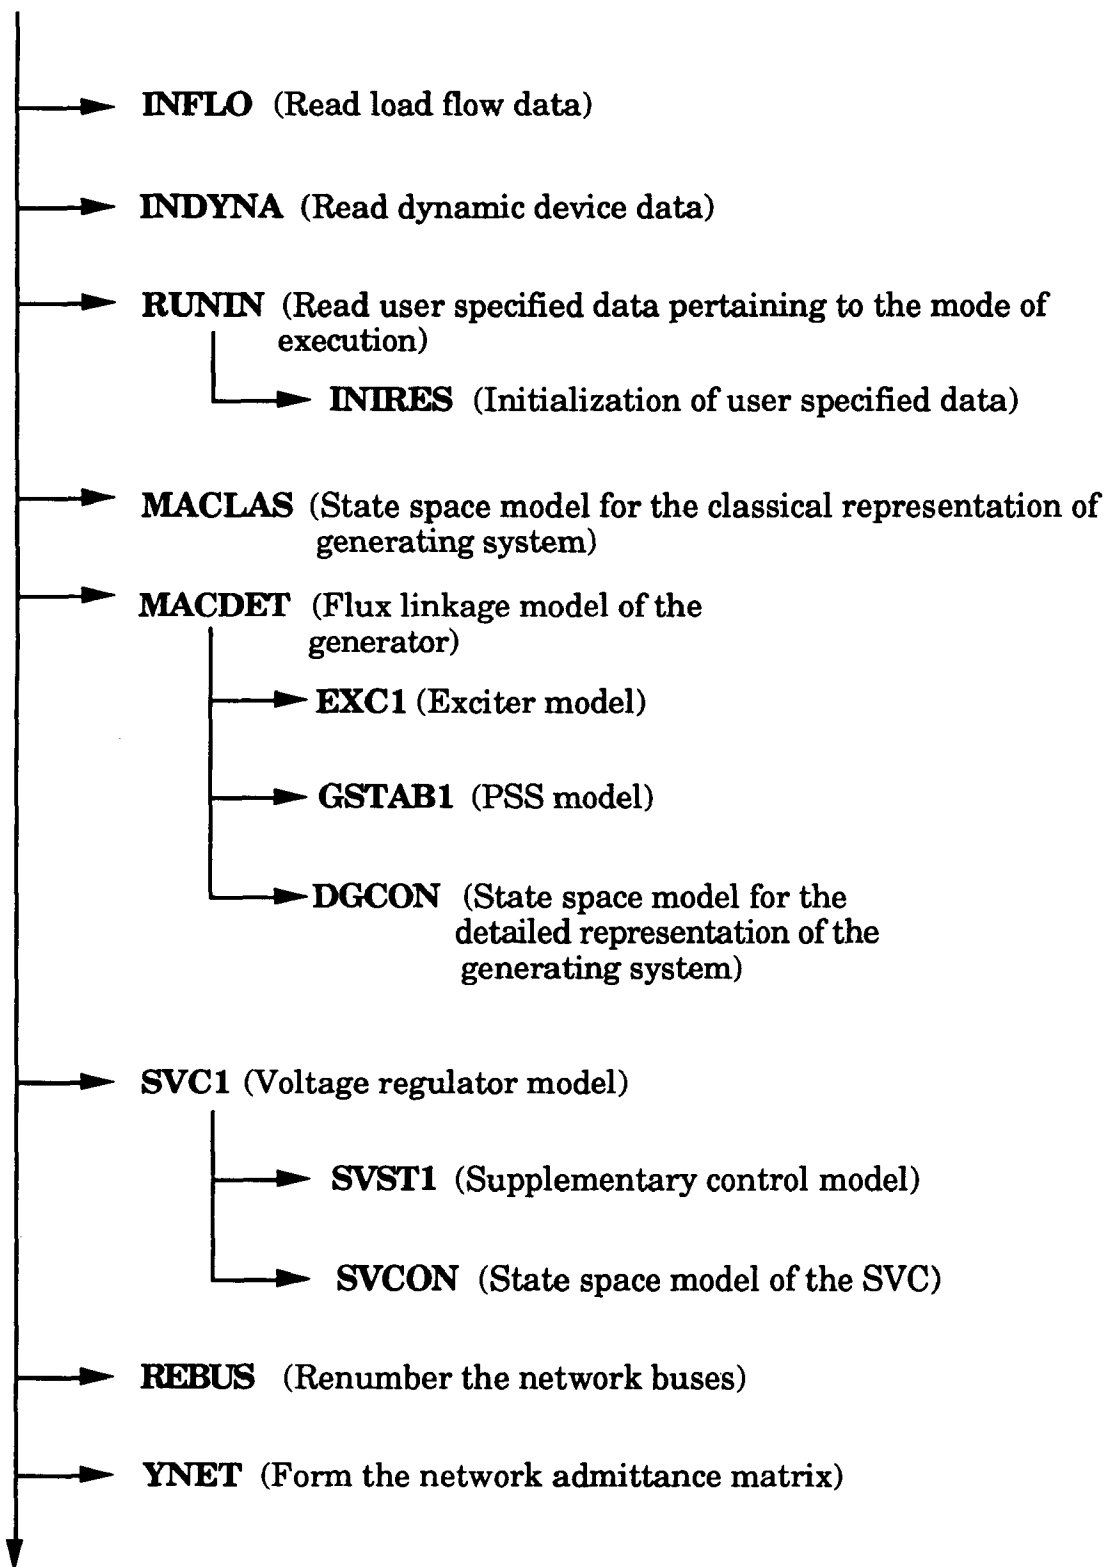 INFLO (Read load flow data)
INDYNA (Read dynamic device data)
RUNIN (Read user specified data pertaining to the mode of
execution)
INIRES (Initialization of user specified data)
MACLAS (State space model for the classical representation of
generating system)
MACDET (Flux linkage model of the
generator)
EXC1 (Exciter model)
GSTAB1 (PSS model)
DGCON (State space model for the
detailed representation of the
generating system)
SVC1 (Voltage regulator model)
SVST1 (Supplementary control model)
SVCON (State space model of the SVC)
REBUS (Renumber the network buses)
YNET (Form the network admittance matrix)